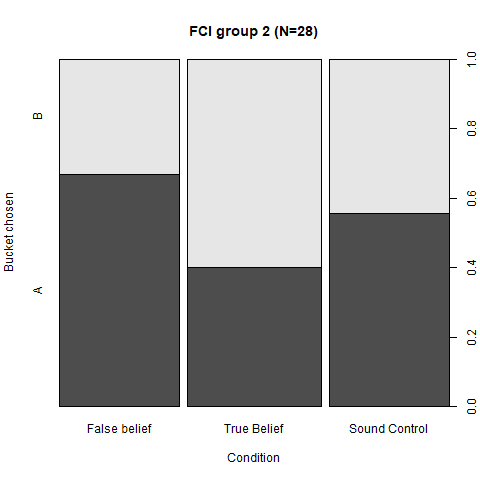 FCI group 2 (N=28)
B
A
Bucket chosen
1.0
0.8
0.6
0.4
0.2
0.0
False belief
True Belief
Sound Control
Condition